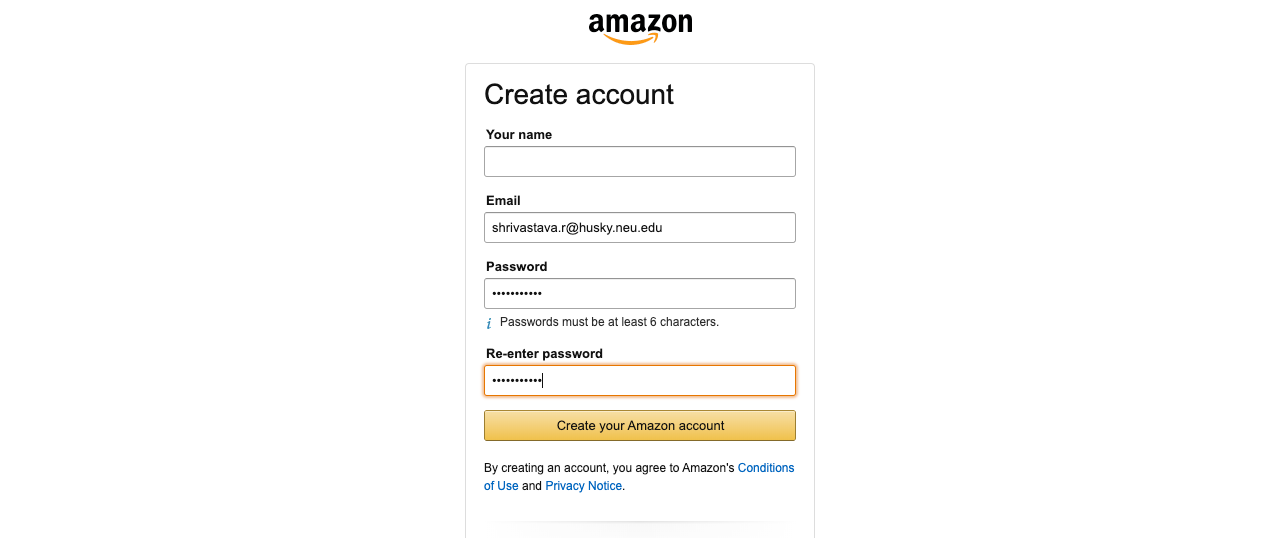 amazon
Create account
Your name
Email
shrivastava.r@husky.neu.edu
Password
•••••••••••
i Passwords must be at least 6 characters.
Re-enter password
•••••••••••
Create your Amazon account
By creating an account, you agree to Amazon's Conditions
of Use and Privacy Notice.